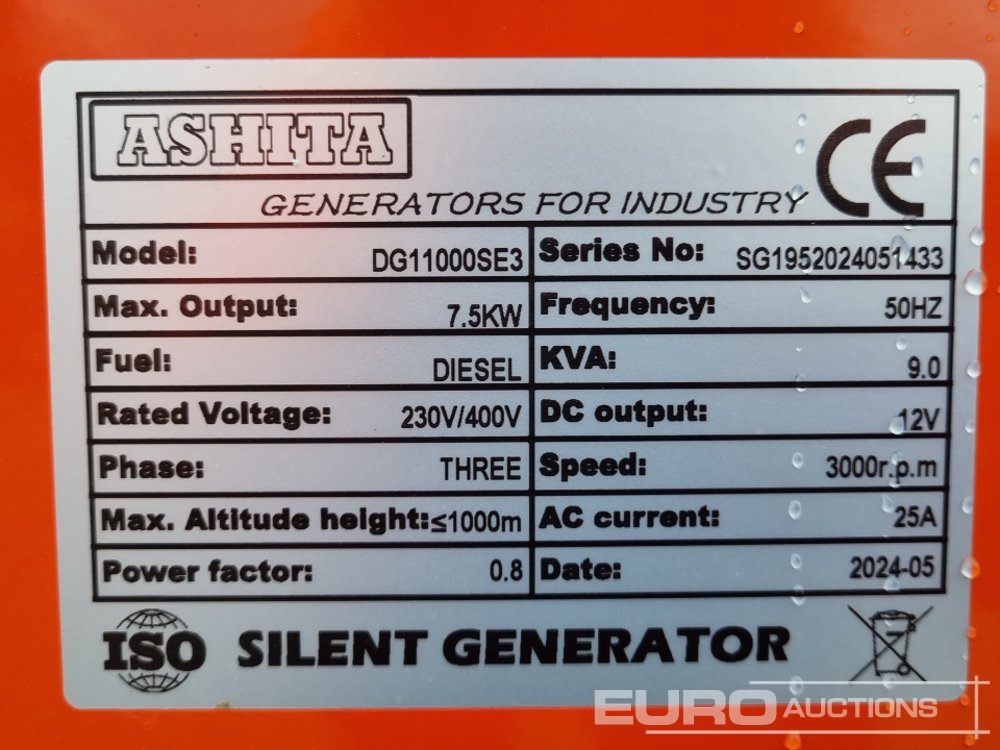 ASHITA
CE
GENERATORS FOR INDUSTRY
Model: DG11000SE3 Series No: SG1952024051433
Max. Output: 7.5KW Frequency: 50HZ
Fuel: DIESEL KVA: 9.0
Rated Voltage: 230V/400V DC output: 12V
Phase: THREE Speed: 3000r.p.m
Max. Altitude height: ≤1000m AC current: 25A
Power factor: 0.8 Date: 2024-05
ISO SILENT GENERATOR
EURO AUCTIONS